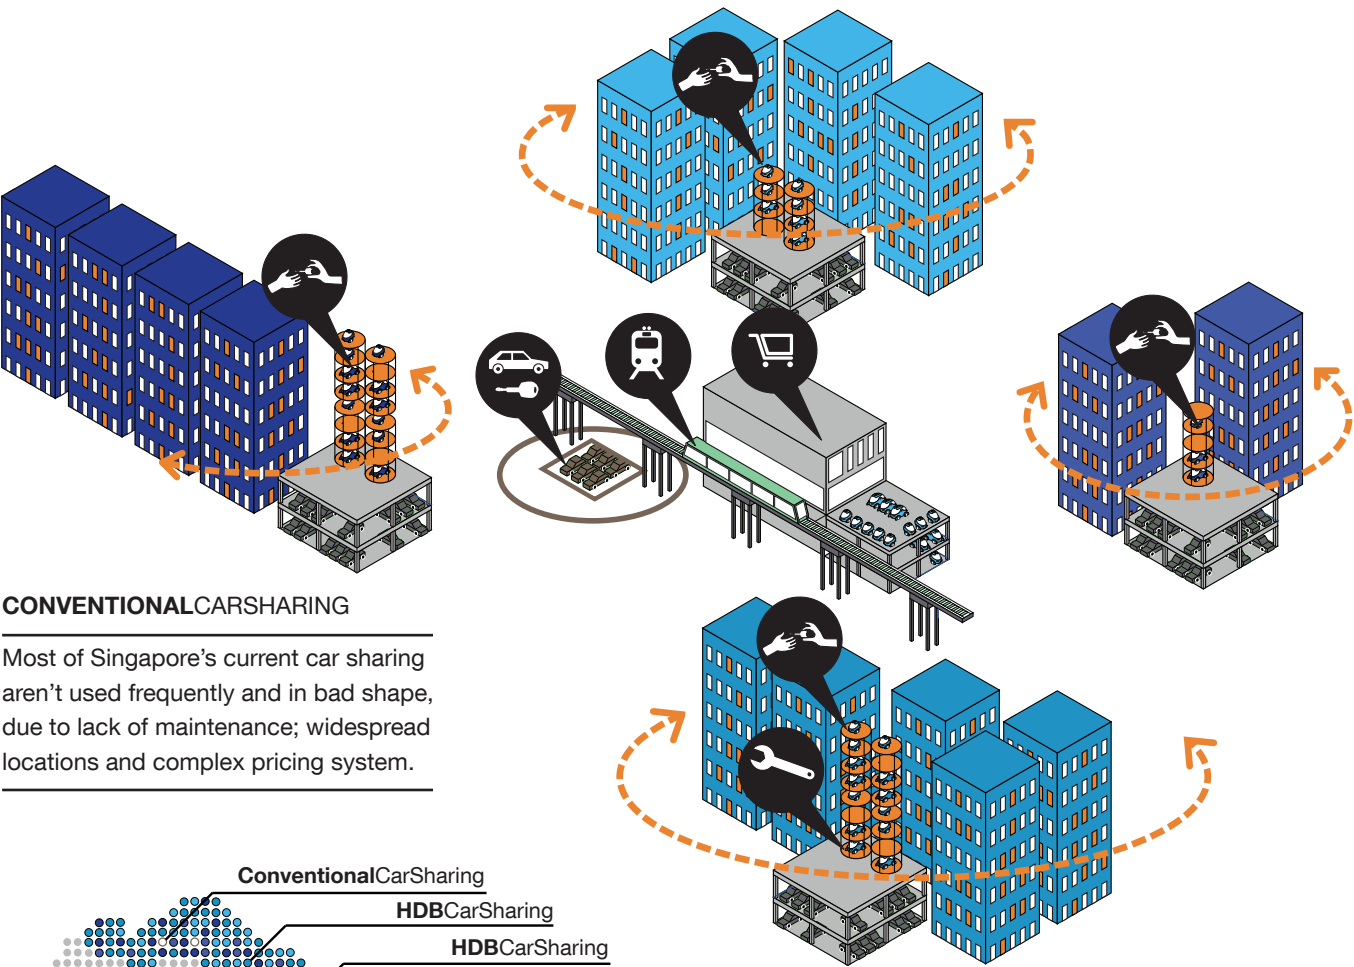 CONVENTIONALCARSHARING
Most of Singapore's current car sharing
aren't used frequently and in bad shape,
due to lack of maintenance; widespread
locations and complex pricing system.
ConventionalCarSharing
HDBCarSharing
HDBCarSharing